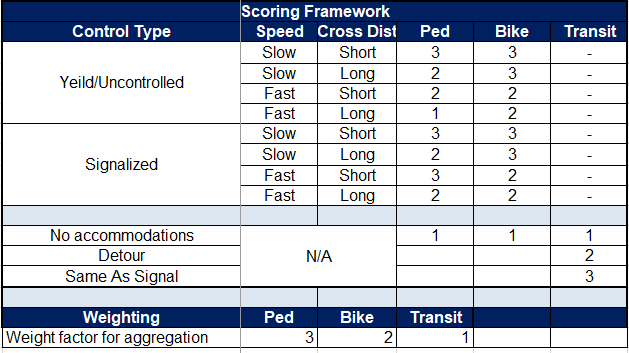 Scoring Framework
Control Type Speed Cross Dist Ped Bike Transit
Yeild/Uncontrolled
Slow Short 3 3 -
Slow Long 2 3 -
Fast Short 2 2 -
Fast Long 1 2 -
Signalized
Slow Short 3 3 -
Slow Long 2 3 -
Fast Short 3 2 -
Fast Long 2 2 -
No accommodations 1 1 1
N/A
Detour 2
Same As Signal 3
Weighting Ped Bike Transit
Weight factor for aggregation 3 2 1